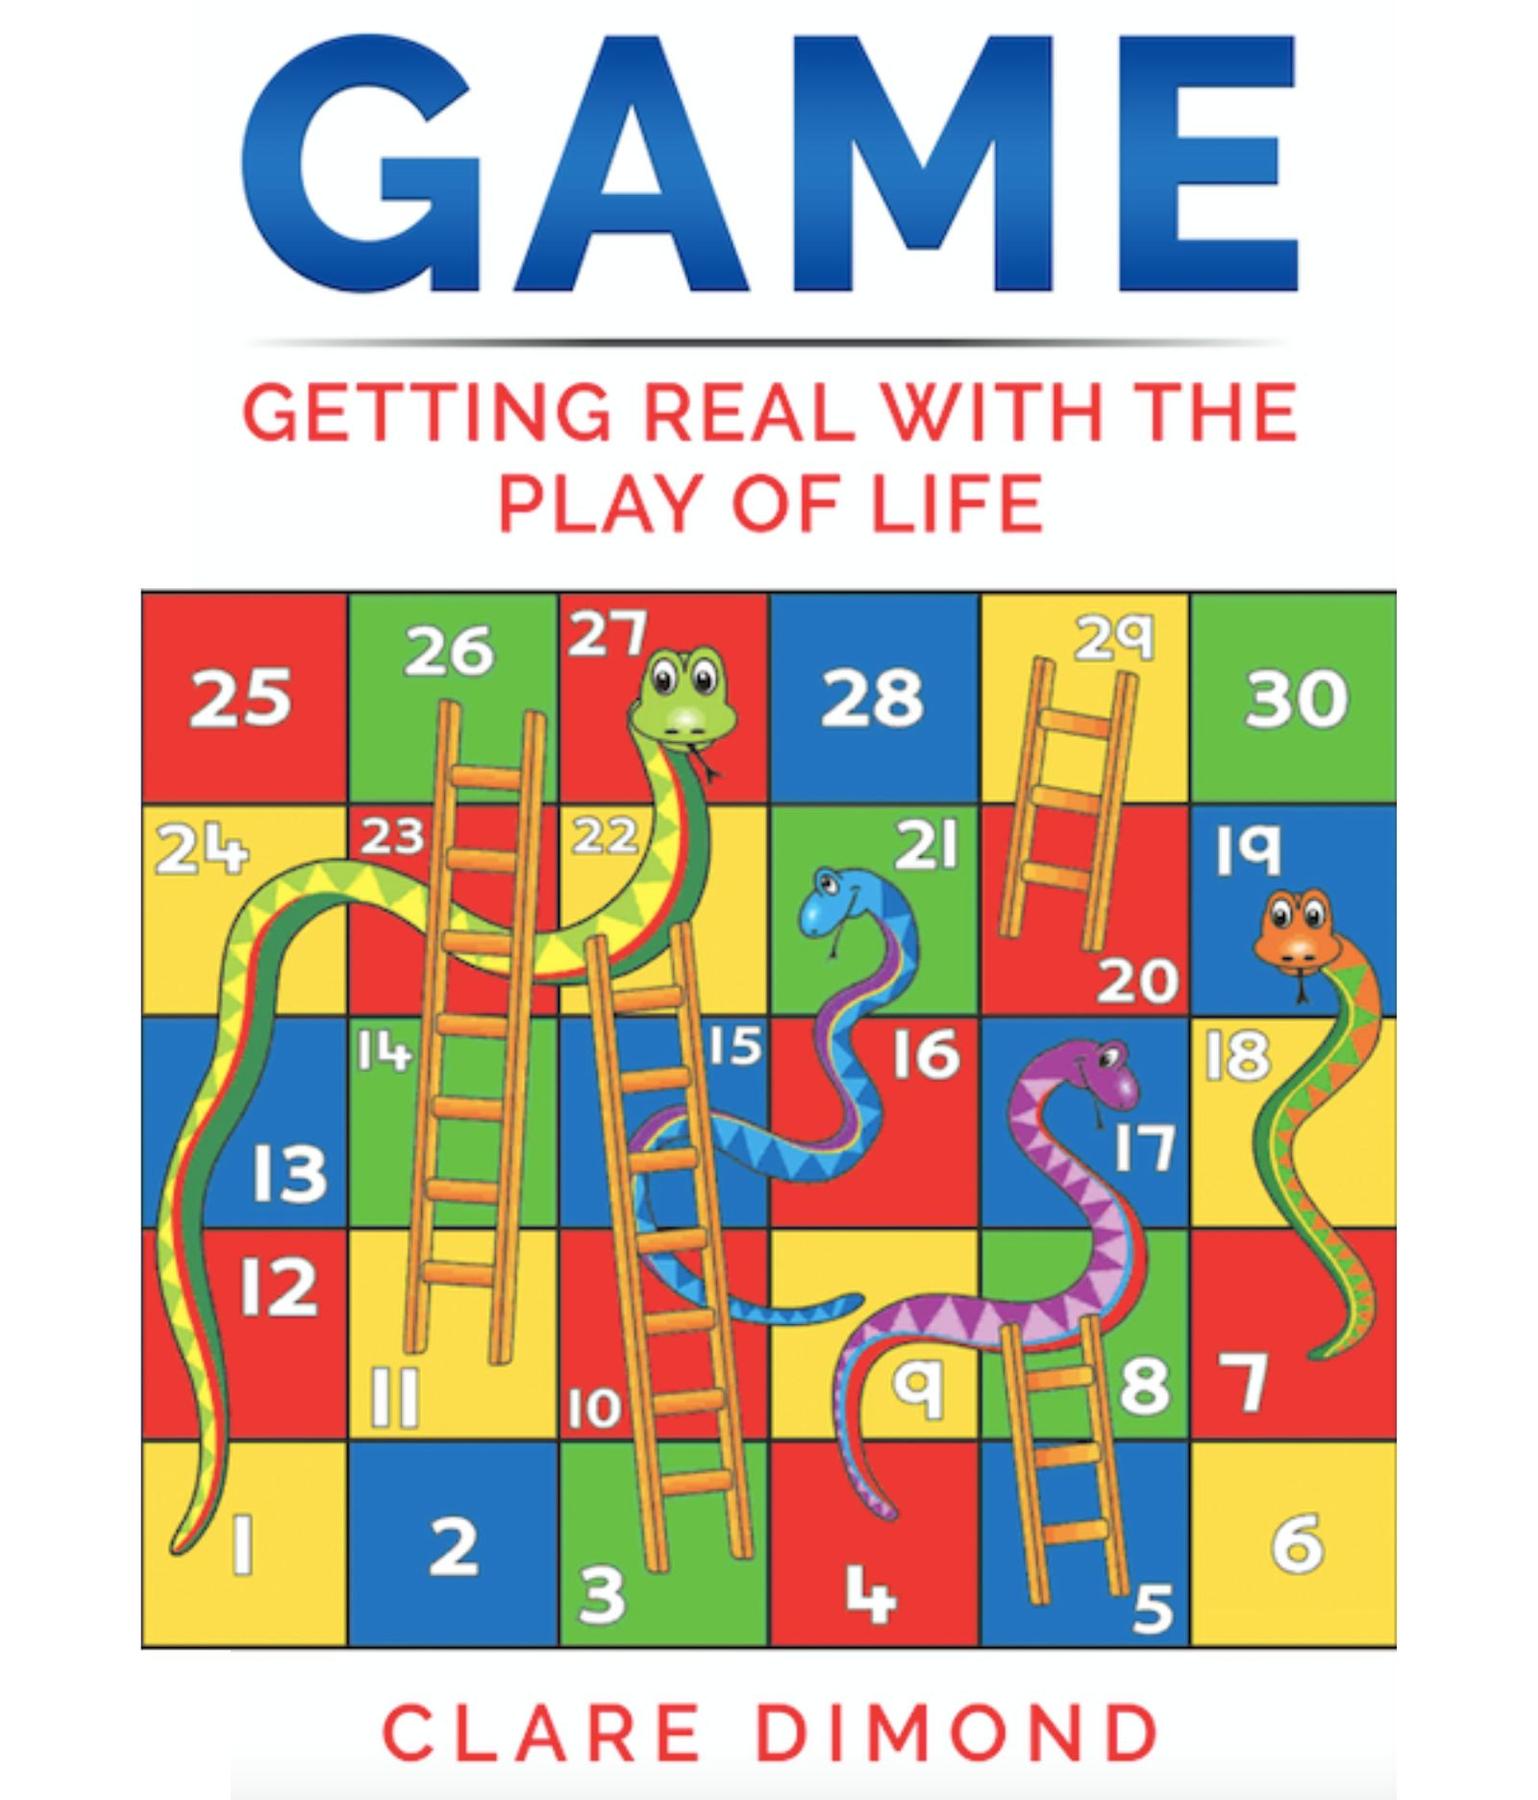 GAME
GETTING REAL WITH THE
PLAY OF LIFE
25 26 27 28 29 30
24 23 22 21 20 19
13 14 15 16 17 18
12 11 10 9 8 7
1 2 3 4 5 6
CLARE DIMOND